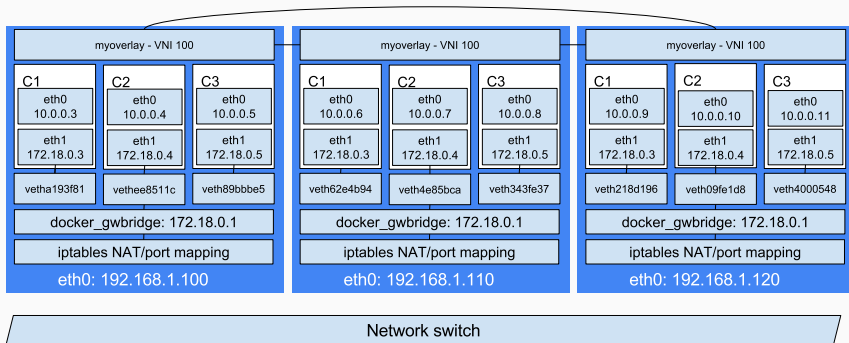 myoverlay - VNI 100
C1
eth0
10.0.0.3
eth1
172.18.0.3
vetha193f81
C2
eth0
10.0.0.4
eth1
172.18.0.4
vethee8511c
C3
eth0
10.0.0.5
eth1
172.18.0.5
veth89bbbe5
docker_gwbridge: 172.18.0.1
iptables NAT/port mapping
eth0: 192.168.1.100
myoverlay - VNI 100
C1
eth0
10.0.0.6
eth1
172.18.0.3
veth62e4b94
C2
eth0
10.0.0.7
eth1
172.18.0.4
veth4e85bca
C3
eth0
10.0.0.8
eth1
172.18.0.5
veth343fe37
docker_gwbridge: 172.18.0.1
iptables NAT/port mapping
eth0: 192.168.1.110
myoverlay - VNI 100
C1
eth0
10.0.0.9
eth1
172.18.0.3
veth218d196
C2
eth0
10.0.0.10
eth1
172.18.0.4
veth09fe1d8
C3
eth0
10.0.0.11
eth1
172.18.0.5
veth4000548
docker_gwbridge: 172.18.0.1
iptables NAT/port mapping
eth0: 192.168.1.120
Network switch